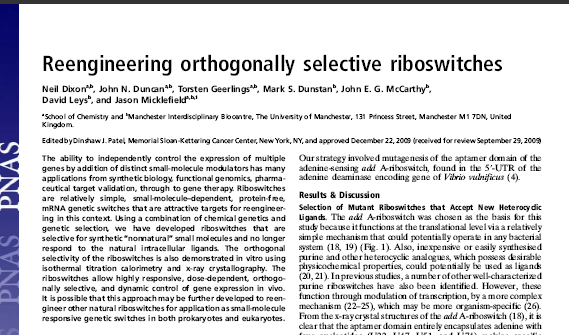 Reengineering orthogonally selective riboswitches
Neil Dixonᵃ,ᵇ, John N. Duncanᵃ,ᵇ, Torsten Geerlingsᵃ,ᵇ, Mark S. Dunstanᵇ, John E. G. McCarthyᵇ,
David Leysᵇ, and Jason Micklefieldᵃ,ᵇ,¹
ᵃSchool of Chemistry and ᵇManchester Interdisciplinary Biocentre, The University of Manchester, 131 Princess Street, Manchester M1 7DN, United
Kingdom.
Edited by Dinshaw J. Patel, Memorial Sloan-Kettering Cancer Center, New York, NY, and approved December 22, 2009 (received for review September 29, 2009)
The ability to independently control the expression of multiple
genes by addition of distinct small-molecule modulators has many
applications from synthetic biology, functional genomics, pharma-
ceutical target validation, through to gene therapy. Riboswitches
are relatively simple, small-molecule–dependent, protein-free,
mRNA genetic switches that are attractive targets for reengineer-
ing in this context. Using a combination of chemical genetics and
genetic selection, we have developed riboswitches that are
selective for synthetic "nonnatural" small molecules and no longer
respond to the natural intracellular ligands. The orthogonal
selectivity of the riboswitches is also demonstrated in vitro using
isothermal titration calorimetry and x-ray crystallography. The
riboswitches allow highly responsive, dose-dependent, orthogo-
nally selective, and dynamic control of gene expression in vivo.
It is possible that this approach may be further developed to reen-
gineer other natural riboswitches for application as small-molecule
responsive genetic switches in both prokaryotes and eukaryotes.
Our strategy involved mutagenesis of the aptamer domain of the
adenine-sensing add A-riboswitch, found in the 5′-UTR of the
adenine deaminase encoding gene of Vibrio vulnificus (4).
Results & Discussion
Selection of Mutant Riboswitches that Accept New Heterocyclic
Ligands. The add A-riboswitch was chosen as the basis for this
study because it functions at the translational level via a relatively
simple mechanism that could potentially operate in any bacterial
system (18, 19) (Fig. 1). Also, inexpensive or easily synthesised
purine and other heterocyclic analogues, which possess desirable
physicochemical properties, could potentially be used as ligands
(20, 21). In previous studies, a number of other well-characterized
purine riboswitches have also been identified. However, these
function through modulation of transcription, by a more complex
mechanism (22–25), which may be more organism-specific (26).
From the x-ray crystal structures of the add A-riboswitch (18), it is
clear that the aptamer domain entirely encapsulates adenine with
PNAS
PNAS